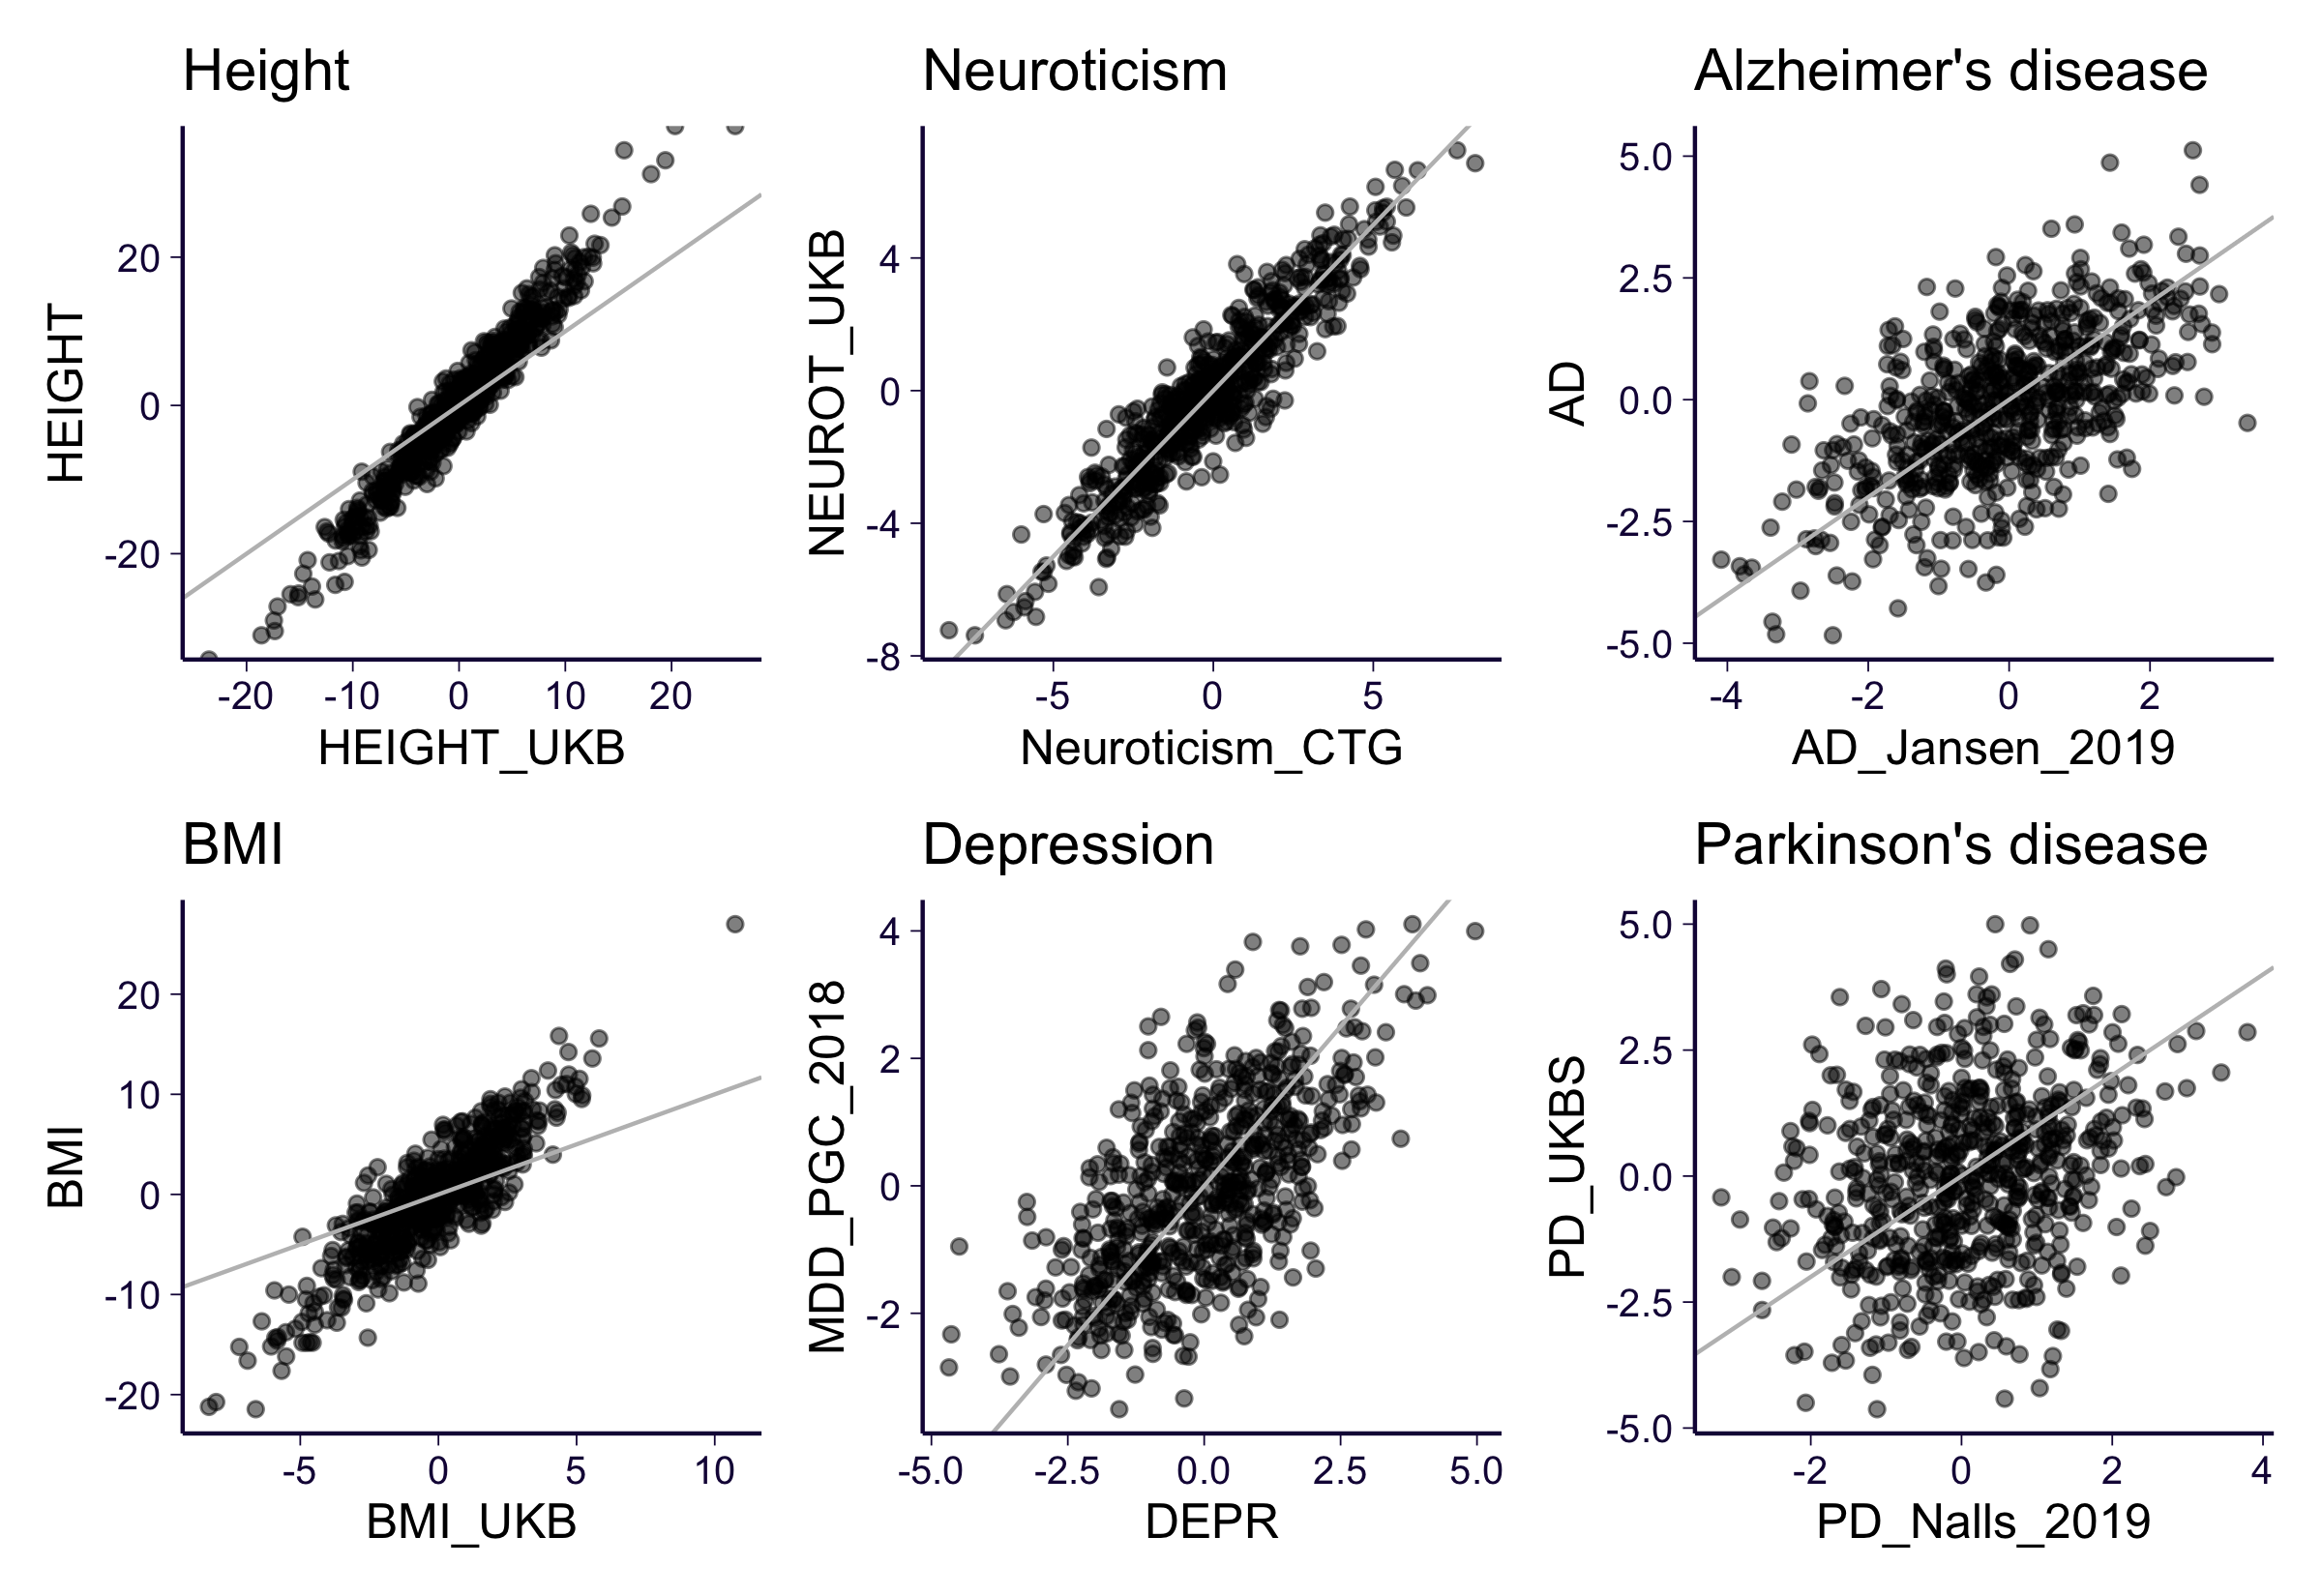 Height
HEIGHT
20
0
-20
-20 -10 0 10 20
HEIGHT_UKB
Neuroticism
NEUROT_UKB
4
0
-4
-8
-5 0 5
Neuroticism_CTG
Alzheimer's disease
AD
5.0
2.5
0.0
-2.5
-5.0
-4 -2 0 2
AD_Jansen_2019
BMI
BMI
20
10
0
-10
-20
-5 0 5 10
BMI_UKB
Depression
MDD_PGC_2018
4
2
0
-2
-5.0 -2.5 0.0 2.5 5.0
DEPR
Parkinson's disease
PD_UKBS
5.0
2.5
0.0
-2.5
-5.0
-2 0 2 4
PD_Nalls_2019